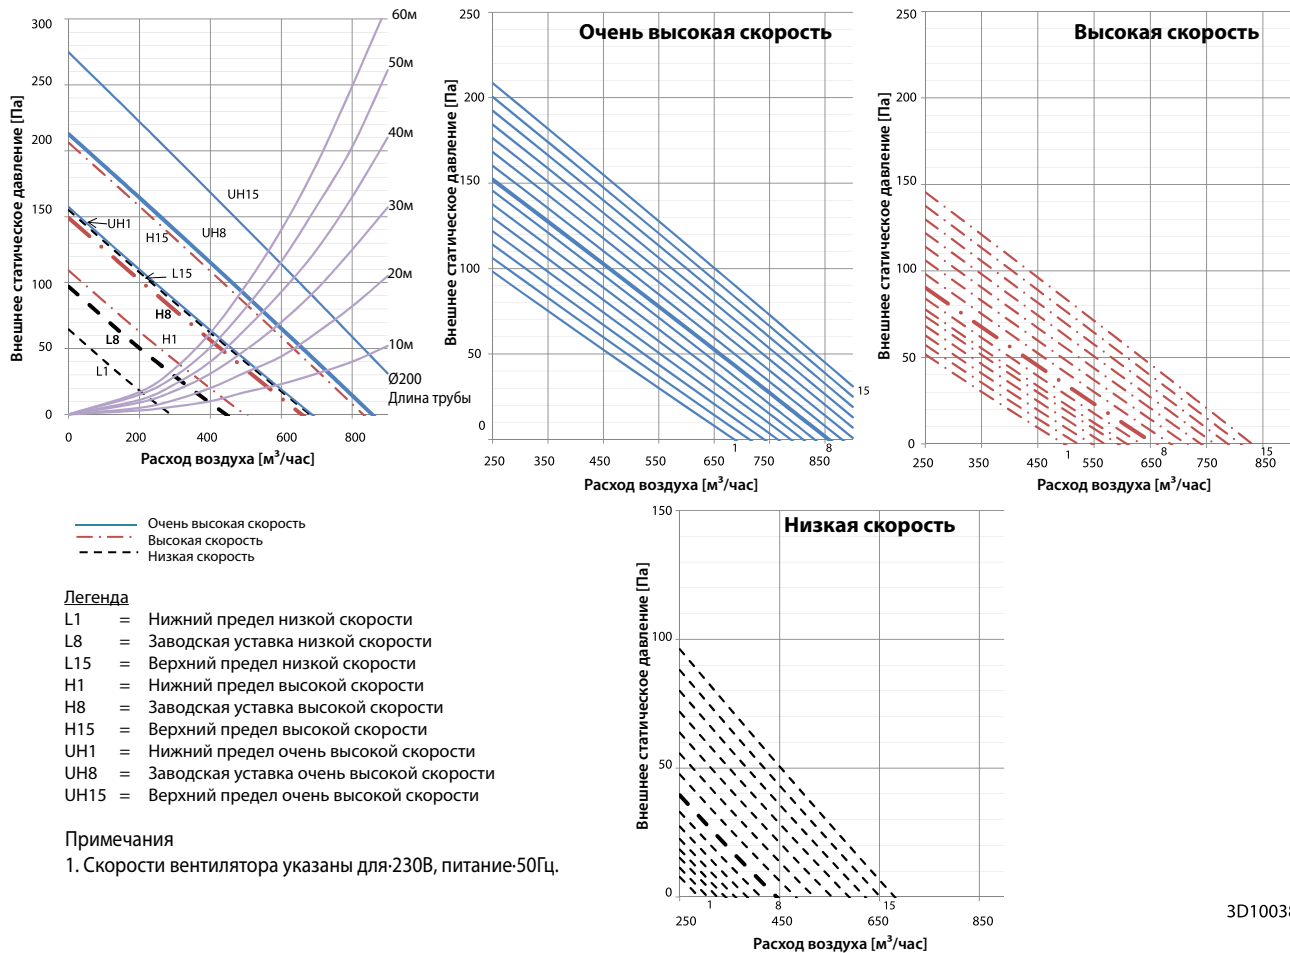 300
250
200
150
100
50
0
Внешнее статическое давление [Па]
0
200
400
600
800
Расход воздуха [м³/час]
60м
50м
40м
30м
20м
10м
Ø200
Длина трубы
UH15
UH8
UH1
H15
L15
H8
H1
L8
L1
Очень высокая скорость
250
200
150
100
50
0
Внешнее статическое давление [Па]
15
1
8
250
350
450
550
650
750
850
Расход воздуха [м³/час]
Высокая скорость
250
200
150
100
50
0
Внешнее статическое давление [Па]
1
8
15
250
350
450
550
650
750
850
Расход воздуха [м³/час]
Очень высокая скорость
Высокая скорость
Низкая скорость
Низкая скорость
150
100
50
0
Внешнее статическое давление [Па]
1
8
15
250
450
650
850
Расход воздуха [м³/час]
Легенда
L1 = Нижний предел низкой скорости
L8 = Заводская уставка низкой скорости
L15 = Верхний предел низкой скорости
H1 = Нижний предел высокой скорости
H8 = Заводская уставка высокой скорости
H15 = Верхний предел высокой скорости
UH1 = Нижний предел очень высокой скорости
UH8 = Заводская уставка очень высокой скорости
UH15 = Верхний предел очень высокой скорости
Примечания
1. Скорости вентилятора указаны для·230В, питание·50Гц.